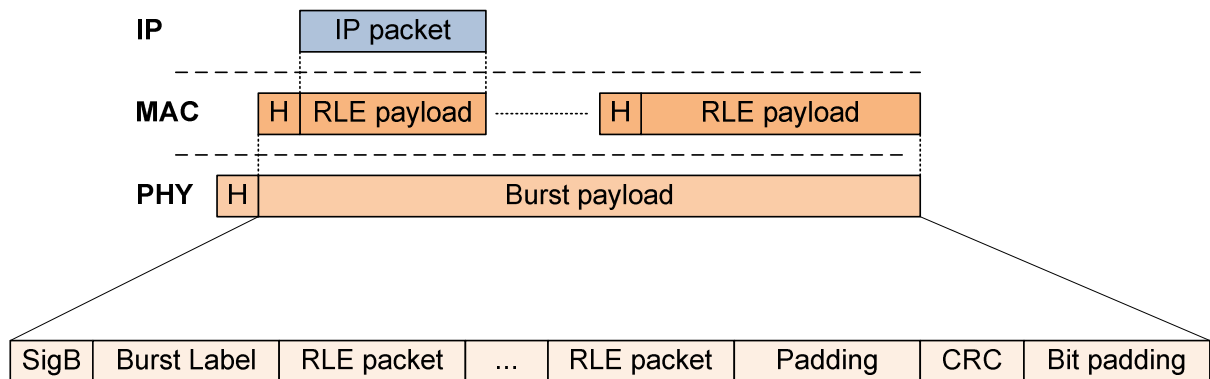 IP IP packet
MAC H RLE payload H RLE payload
PHY H Burst payload
SigB Burst Label RLE packet ... RLE packet Padding CRC Bit padding